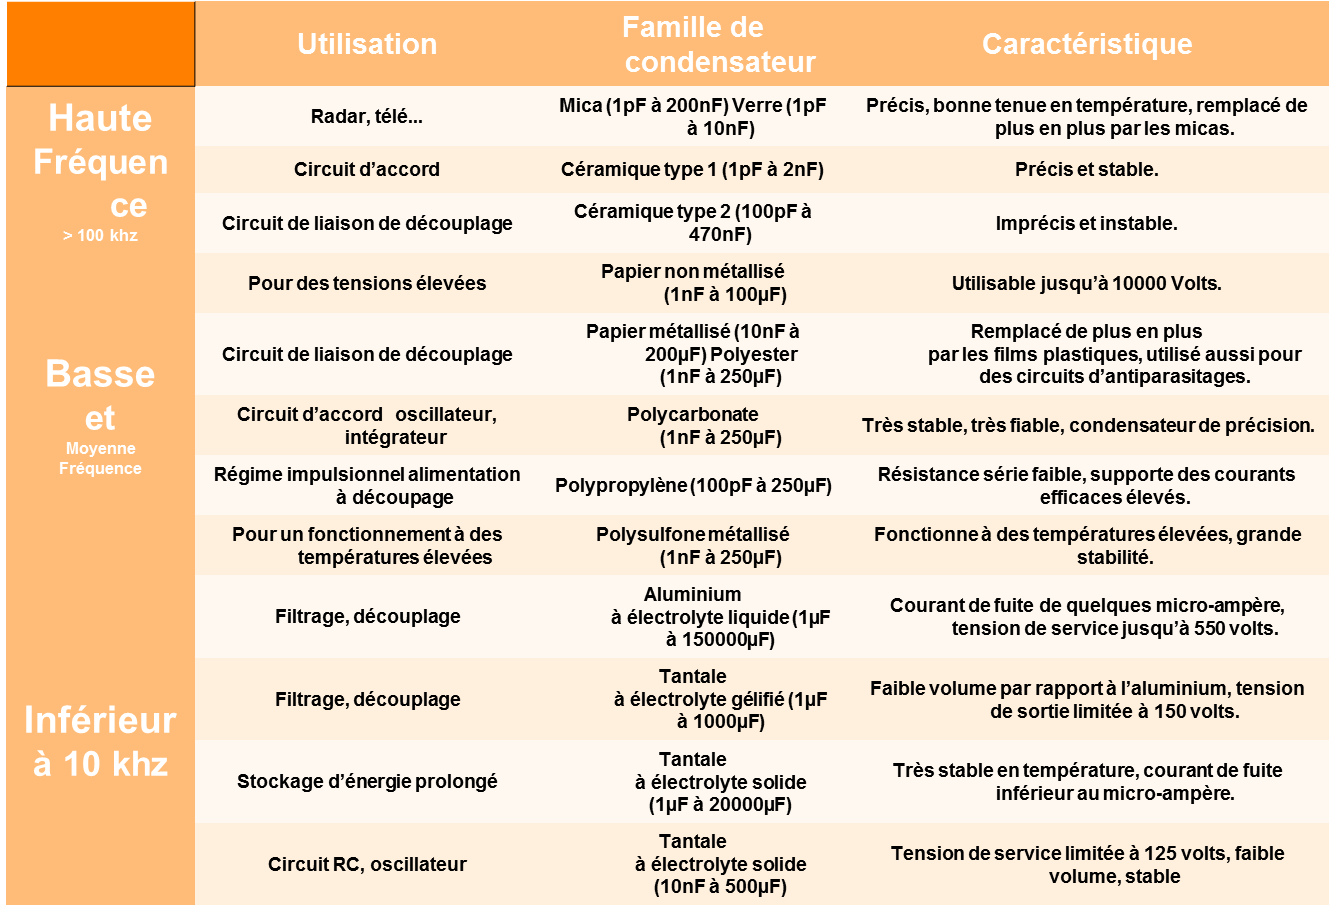 Utilisation
Famille de
condensateur
Caractéristique
Haute
Fréquen
ce
> 100 khz
Radar, télé...
Mica (1pF à 200nF) Verre (1pF
à 10nF)
Précis, bonne tenue en température, remplacé de
plus en plus par les micas.
Circuit d’accord
Céramique type 1 (1pF à 2nF)
Précis et stable.
Circuit de liaison de découplage
Céramique type 2 (100pF à
470nF)
Imprécis et instable.
Basse
et
Moyenne
Fréquence
Pour des tensions élevées
Papier non métallisé
(1nF à 100µF)
Utilisable jusqu’à 10000 Volts.
Circuit de liaison de découplage
Papier métallisé (10nF à
200µF) Polyester
(1nF à 250µF)
Remplacé de plus en plus
par les films plastiques, utilisé aussi pour
des circuits d’antiparasitages.
Circuit d’accord oscillateur,
intégrateur
Polycarbonate
(1nF à 250µF)
Très stable, très fiable, condensateur de précision.
Régime impulsionnel alimentation
à découpage
Polypropylène (100pF à 250µF)
Résistance série faible, supporte des courants
efficaces élevés.
Pour un fonctionnement à des
températures élevées
Polysulfone métallisé
(1nF à 250µF)
Fonctionne à des températures élevées, grande
stabilité.
Inférieur
à 10 khz
Filtrage, découplage
Aluminium
à électrolyte liquide (1µF
à 150000µF)
Courant de fuite de quelques micro-ampère,
tension de service jusqu’à 550 volts.
Filtrage, découplage
Tantale
à électrolyte gélifié (1µF
à 1000µF)
Faible volume par rapport à l’aluminium, tension
de sortie limitée à 150 volts.
Stockage d’énergie prolongé
Tantale
à électrolyte solide
(1µF à 20000µF)
Très stable en température, courant de fuite
inférieur au micro-ampère.
Circuit RC, oscillateur
Tantale
à électrolyte solide
(10nF à 500µF)
Tension de service limitée à 125 volts, faible
volume, stable